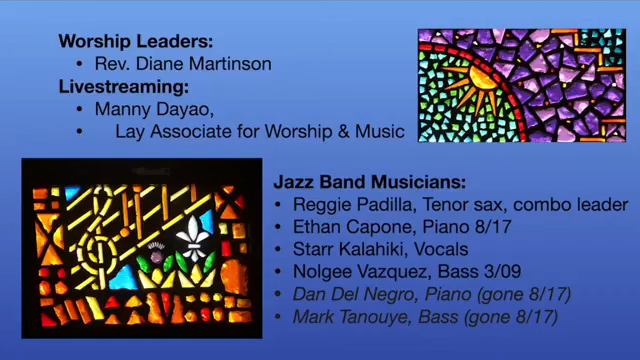 Worship Leaders:
• Rev. Diane Martinson
Livestreaming:
• Manny Dayao,
• Lay Associate for Worship & Music
Jazz Band Musicians:
• Reggie Padilla, Tenor sax, combo leader
• Ethan Capone, Piano 8/17
• Starr Kalahiki, Vocals
• Nolgee Vazquez, Bass 3/09
• Dan Del Negro, Piano (gone 8/17)
• Mark Tanouye, Bass (gone 8/17)